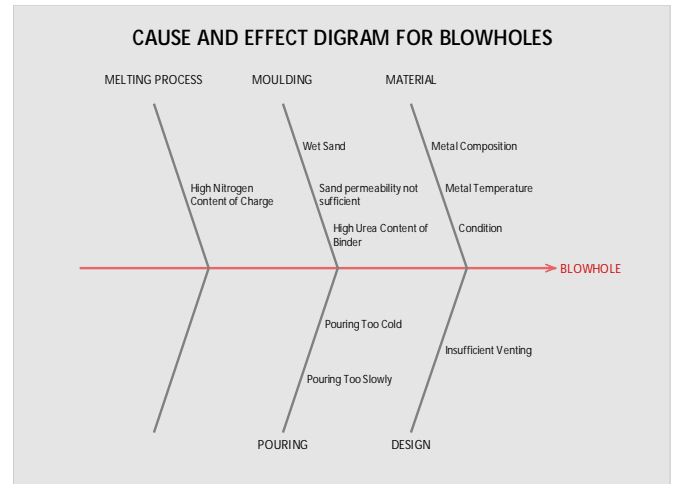 CAUSE AND EFFECT DIGRAM FOR BLOWHOLES
MELTING PROCESS
MOULDING
MATERIAL
Wet Sand
Metal Composition
High Nitrogen
Content of Charge
Sand permeability not
sufficient
Metal Temperature
High Urea Content of
Binder
Condition
BLOWHOLE
Pouring Too Cold
Insufficient Venting
Pouring Too Slowly
POURING
DESIGN